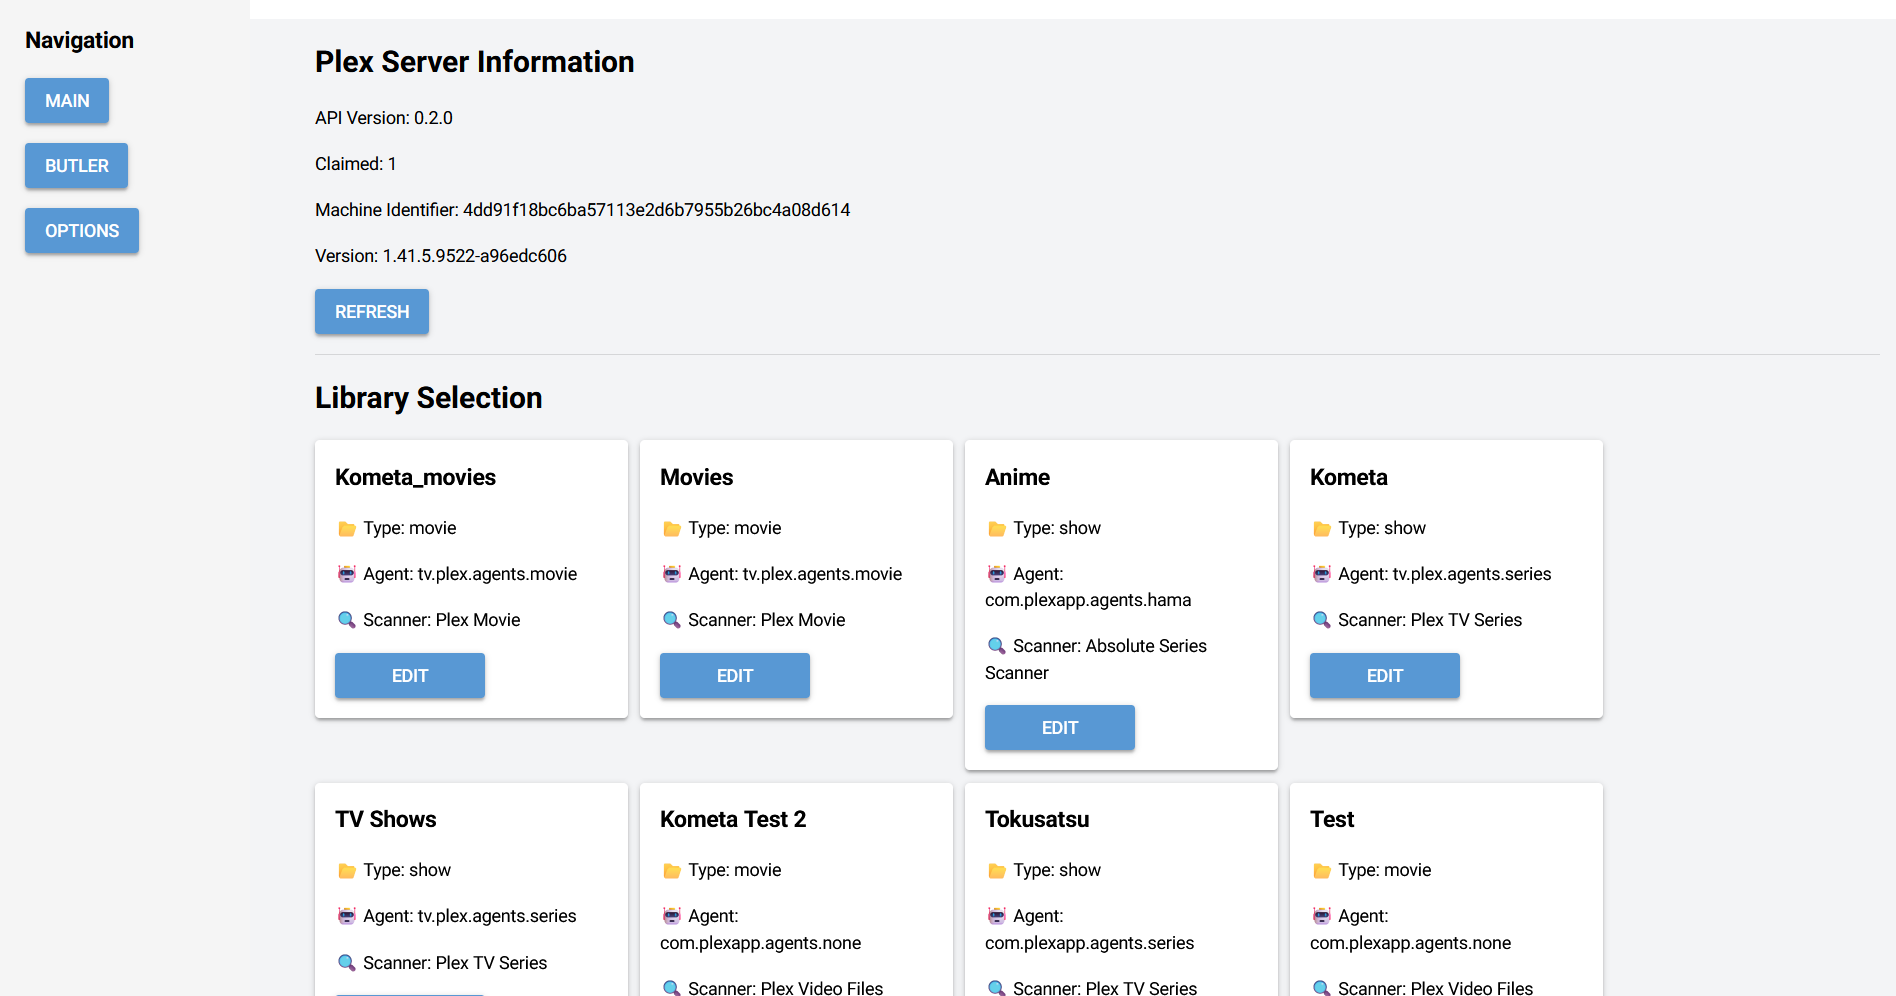 Navigation
MAIN
BUTLER
OPTIONS
Plex Server Information
API Version: 0.2.0
Claimed: 1
Machine Identifier: 4dd91f18bc6ba57113e2d6b7955b26bc4a08d614
Version: 1.41.5.9522-a96edc606
REFRESH
Library Selection
Kometa_movies
Type: movie
Agent: tv.plex.agents.movie
Scanner: Plex Movie
EDIT
Movies
Type: movie
Agent: tv.plex.agents.movie
Scanner: Plex Movie
EDIT
Anime
Type: show
Agent:
com.plexapp.agents.hama
Scanner: Absolute Series
Scanner
EDIT
Kometa
Type: show
Agent: tv.plex.agents.series
Scanner: Plex TV Series
EDIT
TV Shows
Type: show
Agent: tv.plex.agents.series
Scanner: Plex TV Series
Kometa Test 2
Type: movie
Agent:
com.plexapp.agents.none
Scanner: Plex Video Files
Tokusatsu
Type: show
Agent:
com.plexapp.agents.series
Scanner: Plex TV Series
Test
Type: movie
Agent:
com.plexapp.agents.none
Scanner: Plex Video Files